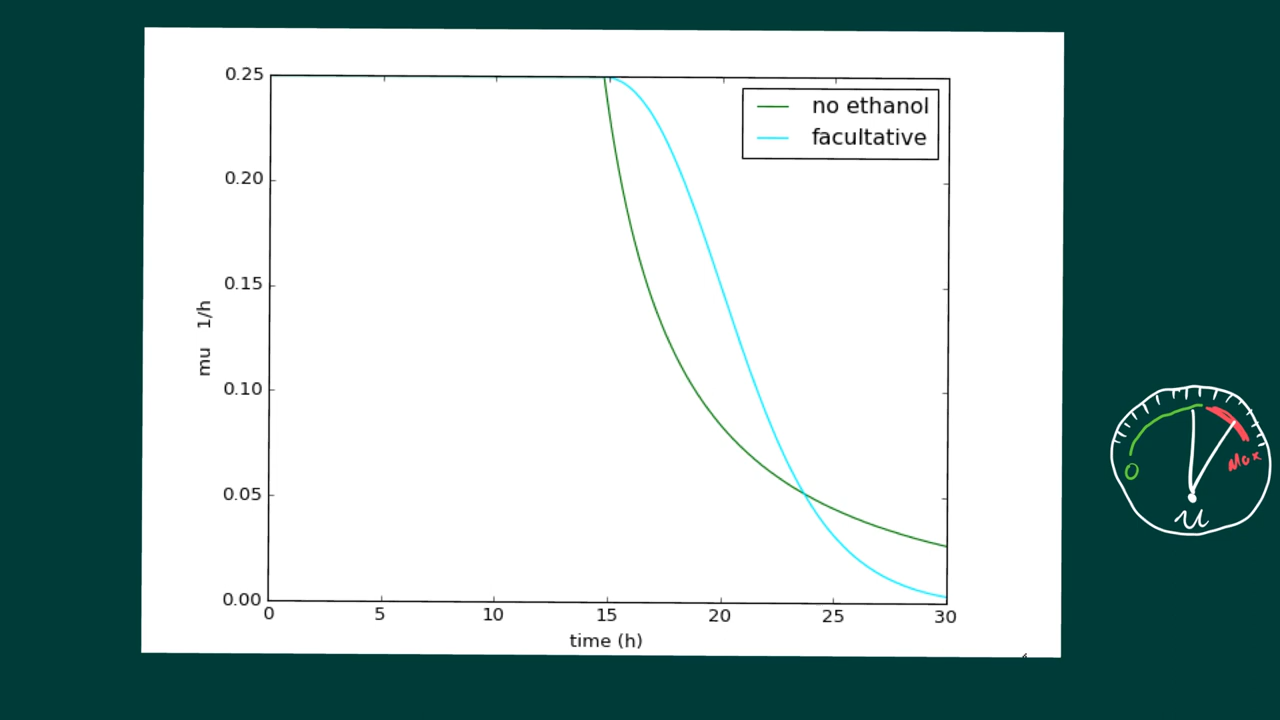 0.25
0.20
0.15
0.10
0.05
0.00
mu 1/h
0 5 10 15 20 25 30
time (h)
no ethanol
facultative
0
Max
μ